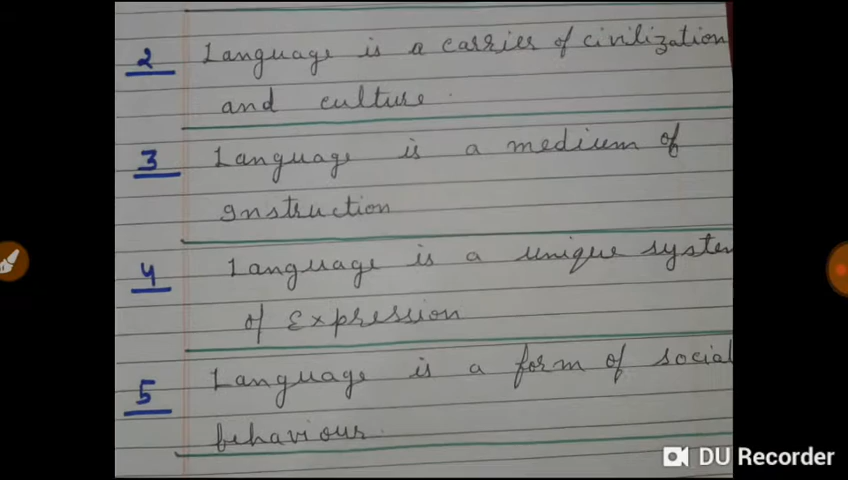 2 Language is a carrier of civilization
and culture.
3 Language is a medium of
Instruction
4 Language is a unique system
of Expression
5 Language is a form of social
behaviour.
DU Recorder